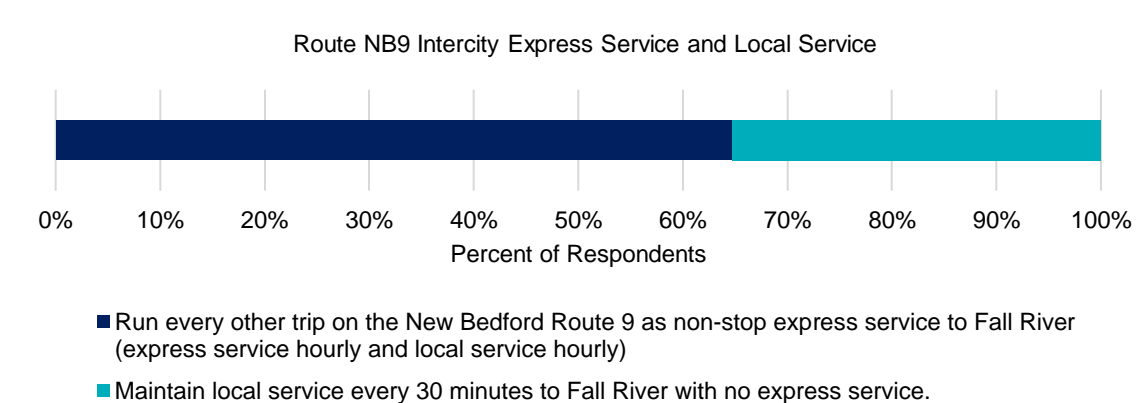 Route NB9 Intercity Express Service and Local Service
0% 10% 20% 30% 40% 50% 60% 70% 80% 90% 100%
Percent of Respondents
Run every other trip on the New Bedford Route 9 as non-stop express service to Fall River
(express service hourly and local service hourly)
Maintain local service every 30 minutes to Fall River with no express service.